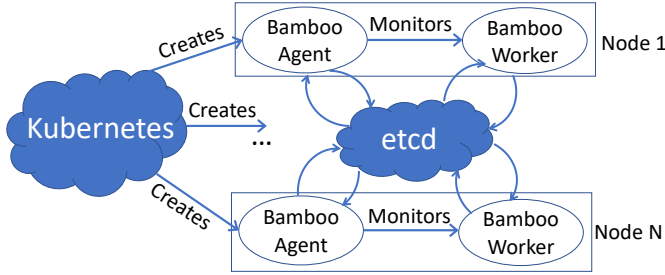 Creates
Bamboo
Agent
Monitors
Bamboo
Worker
Node 1
Kubernetes
Creates
...
etcd
Creates
Bamboo
Agent
Monitors
Bamboo
Worker
Node N